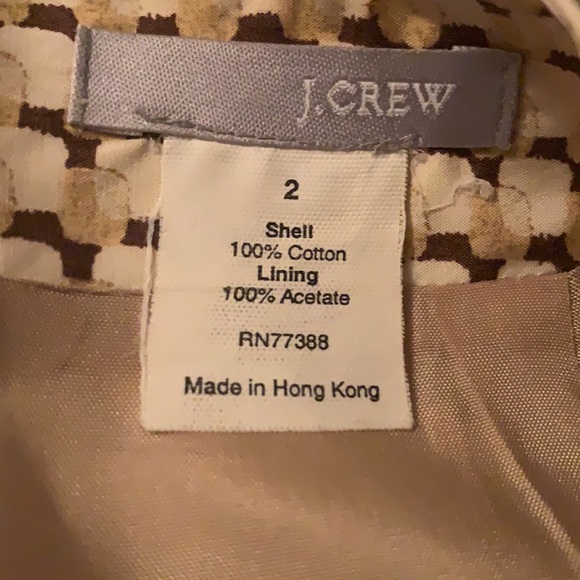 J.CREW
2
Shell
100% Cotton
Lining
100% Acetate
RN77388
Made in Hong Kong